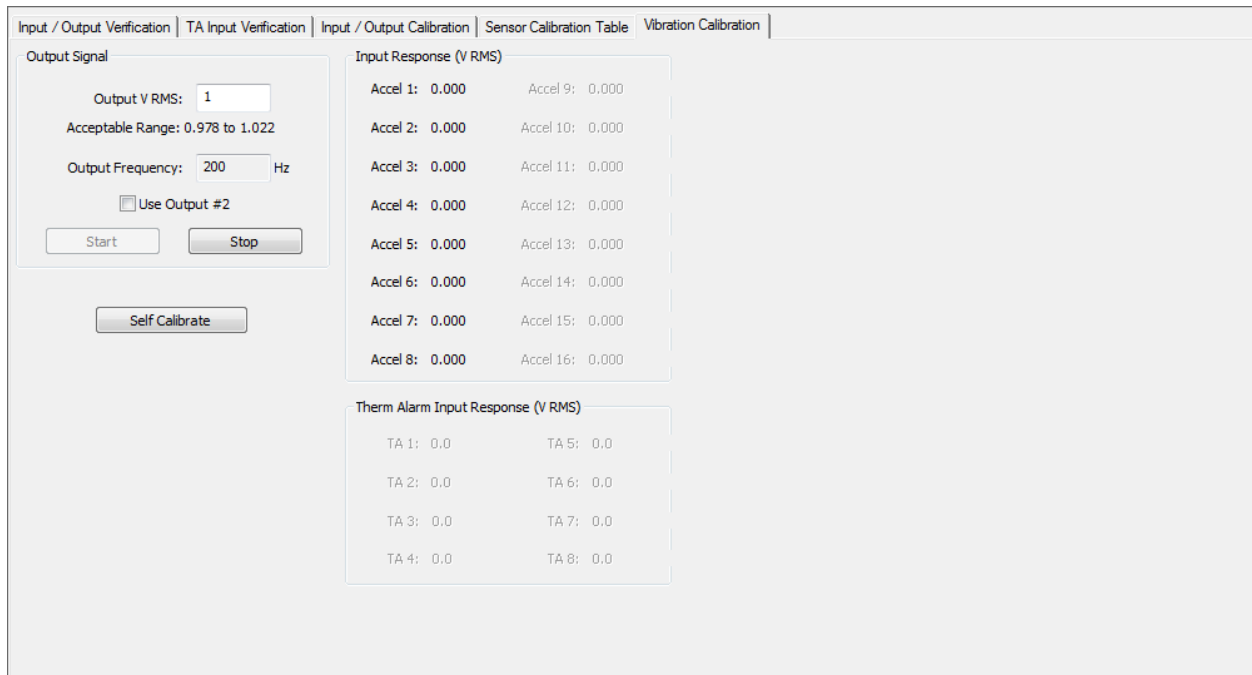 Input / Output Verification TA Input Verification Input / Output Calibration Sensor Calibration Table Vibration Calibration
Output Signal
Output V RMS: 1
Acceptable Range: 0.978 to 1.022
Output Frequency: 200 Hz
Use Output #2
Start Stop
Self Calibrate
Input Response (V RMS)
Accel 1: 0.000 Accel 9: 0.000
Accel 2: 0.000 Accel 10: 0.000
Accel 3: 0.000 Accel 11: 0.000
Accel 4: 0.000 Accel 12: 0.000
Accel 5: 0.000 Accel 13: 0.000
Accel 6: 0.000 Accel 14: 0.000
Accel 7: 0.000 Accel 15: 0.000
Accel 8: 0.000 Accel 16: 0.000
Therm Alarm Input Response (V RMS)
TA 1: 0.0 TA 5: 0.0
TA 2: 0.0 TA 6: 0.0
TA 3: 0.0 TA 7: 0.0
TA 4: 0.0 TA 8: 0.0